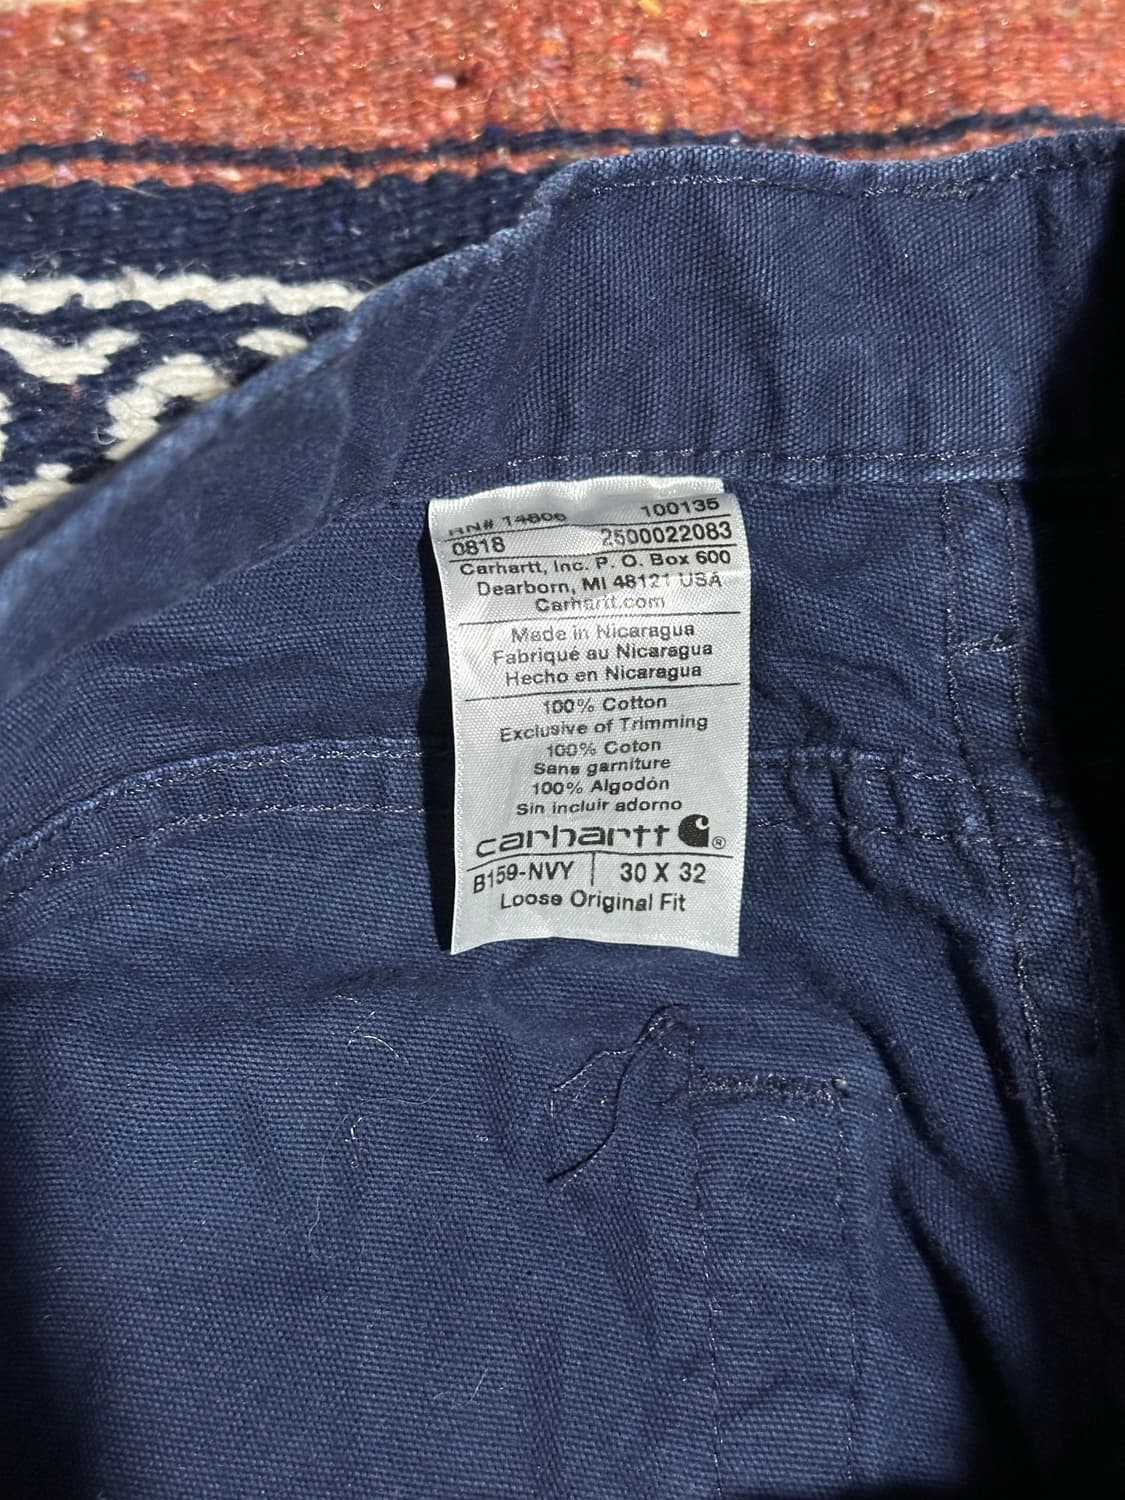 RN# 14806 100135
0818 2500022083
Carhartt, Inc. P. O. Box 600
Dearborn, MI 48121 USA
Carhartt.com
Made in Nicaragua
Fabriqué au Nicaragua
Hecho en Nicaragua
100% Cotton
Exclusive of Trimming
100% Coton
Sans garniture
100% Algodón
Sin incluir adorno
carhartt ®
B159-NVY | 30 X 32
Loose Original Fit